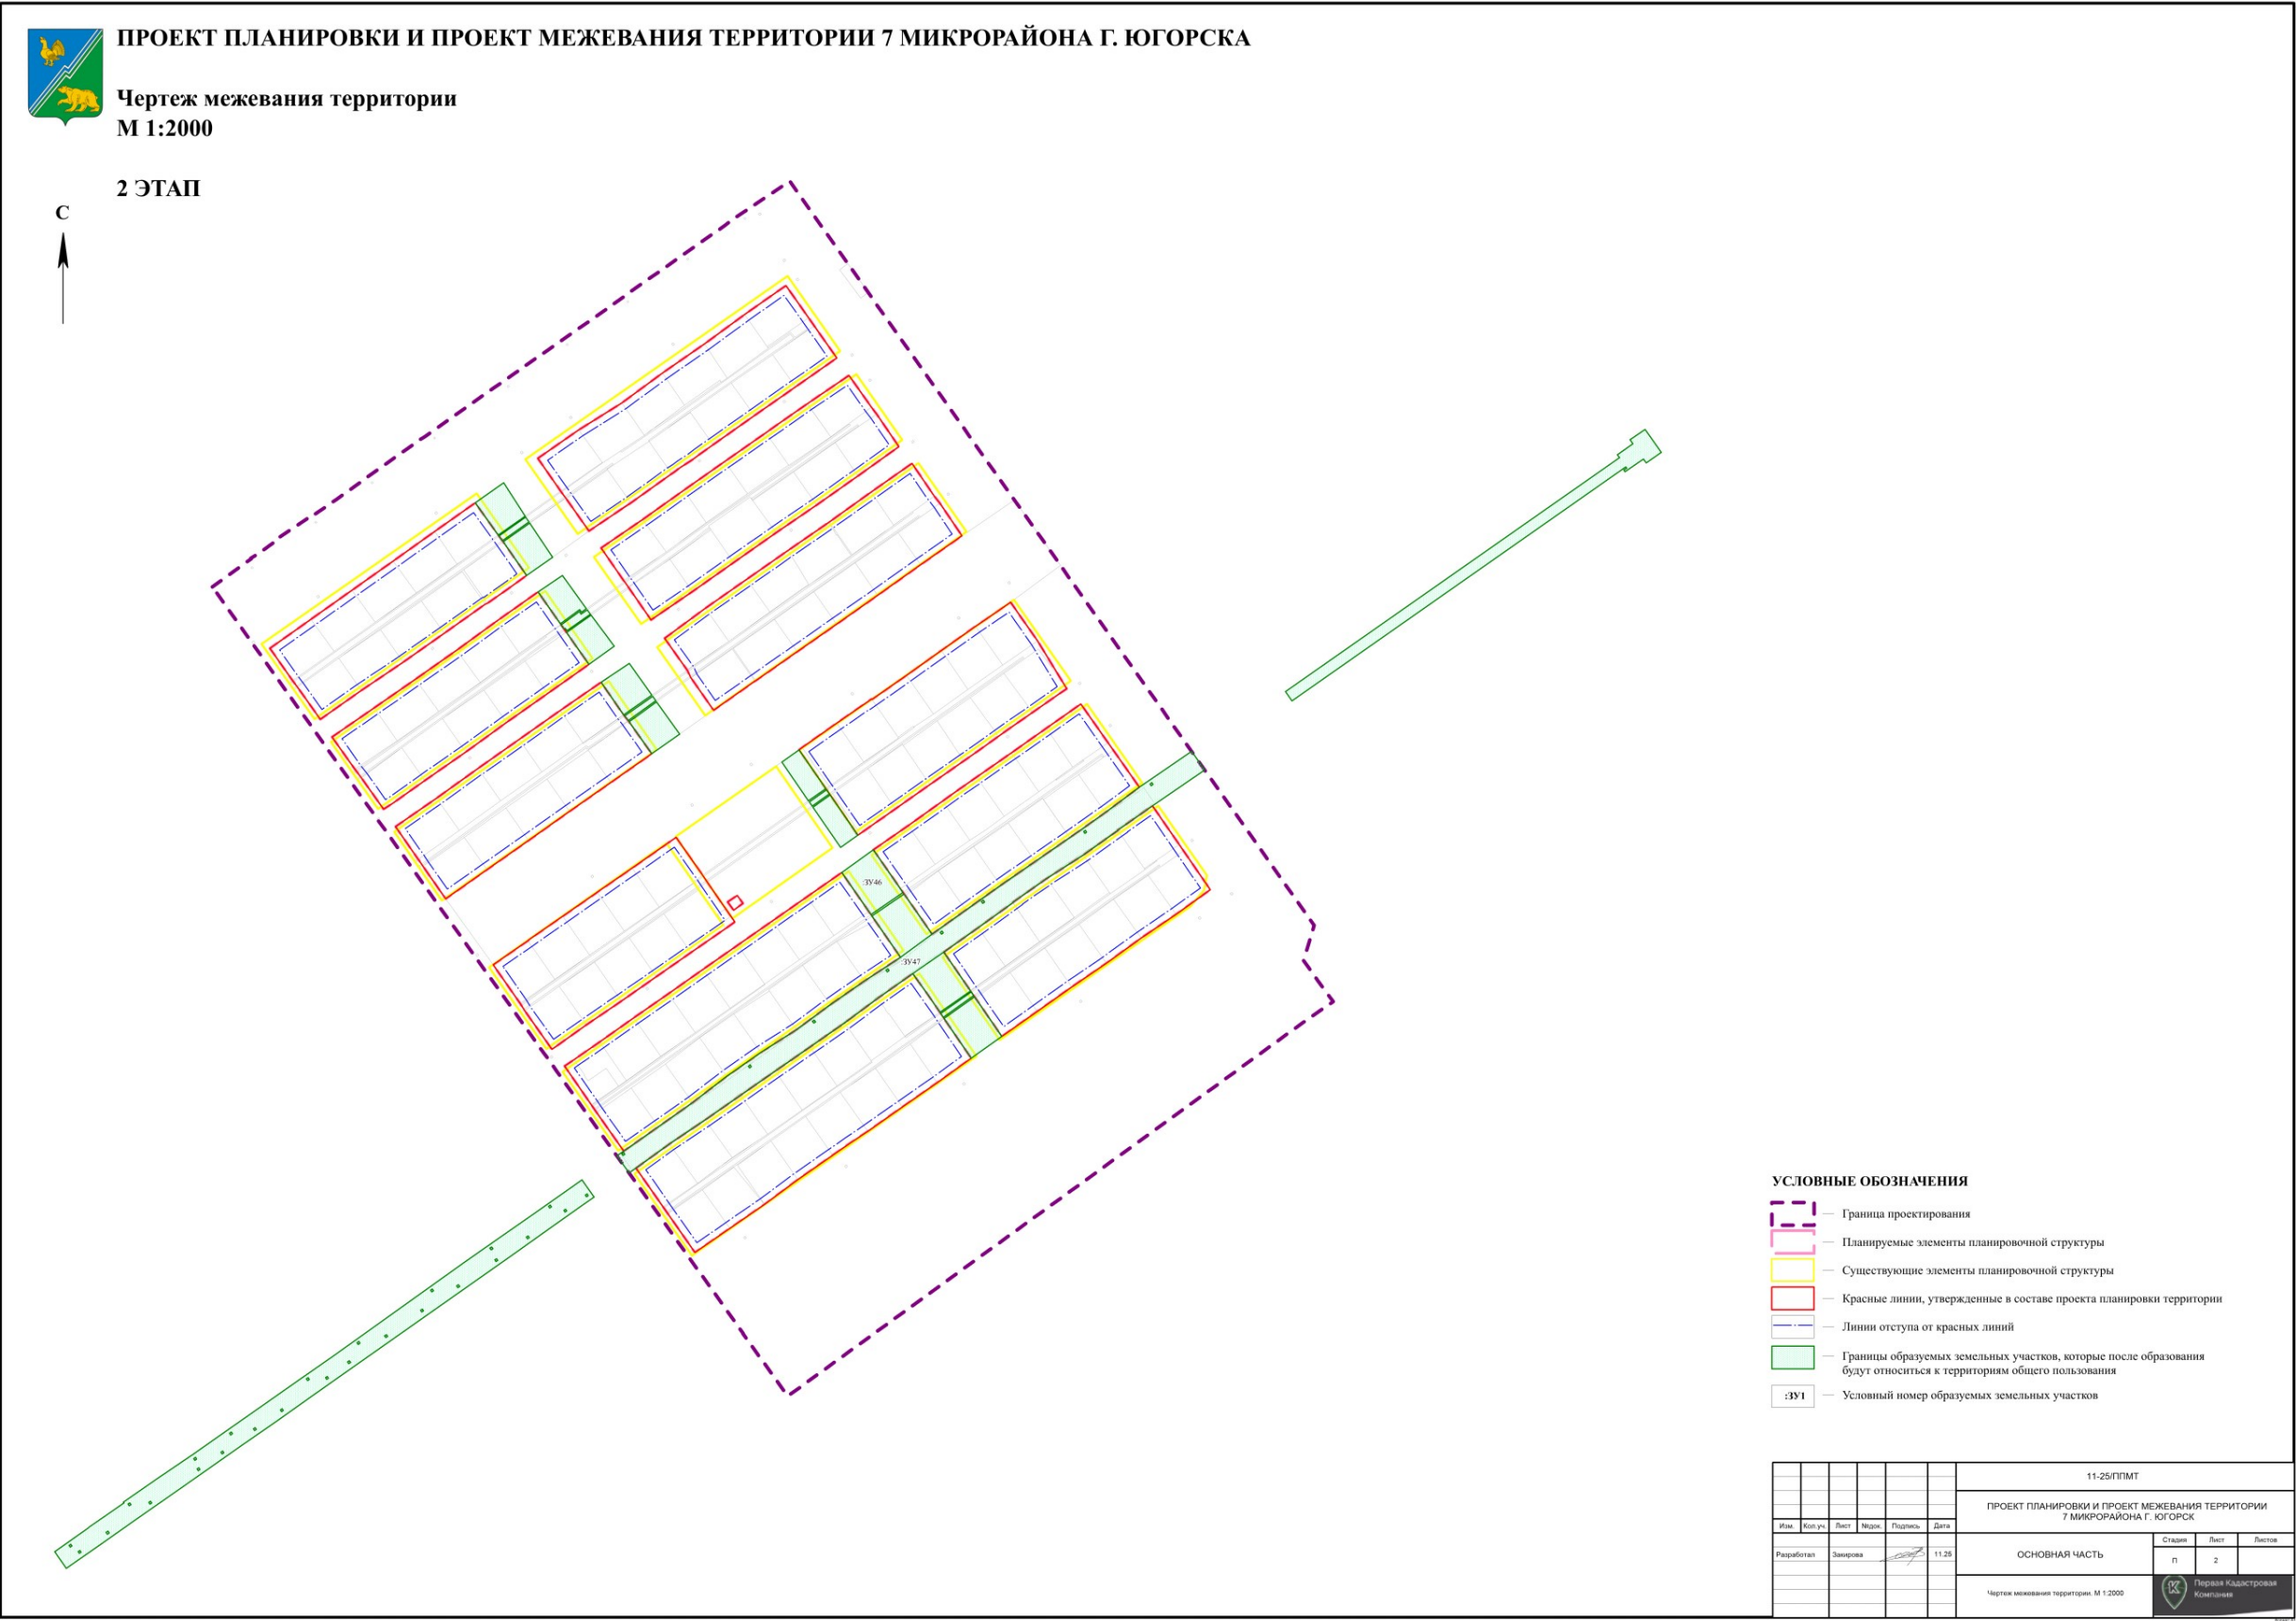 ПРОЕКТ ПЛАНИРОВКИ И ПРОЕКТ МЕЖЕВАНИЯ ТЕРРИТОРИИ 7 МИКРОРАЙОНА Г. ЮГОРСКА
Чертеж межевания территории
М 1:2000
2 ЭТАП
С
:ЗУ46
:ЗУ47
УСЛОВНЫЕ ОБОЗНАЧЕНИЯ
Граница проектирования
Планируемые элементы планировочной структуры
Существующие элементы планировочной структуры
Красные линии, утвержденные в составе проекта планировки территории
Линии отступа от красных линий
Границы образуемых земельных участков, которые после образования
будут относиться к территориям общего пользования
:ЗУ1 Условный номер образуемых земельных участков
11-25/ППМТ
ПРОЕКТ ПЛАНИРОВКИ И ПРОЕКТ МЕЖЕВАНИЯ ТЕРРИТОРИИ
7 МИКРОРАЙОНА Г. ЮГОРСК
Изм. Кол.уч. Лист №док. Подпись Дата
Разработал Закирова 11.25
ОСНОВНАЯ ЧАСТЬ
Стадия Лист Листов
П 2
Чертеж межевания территории. М 1:2000
Первая Кадастровая
Компания